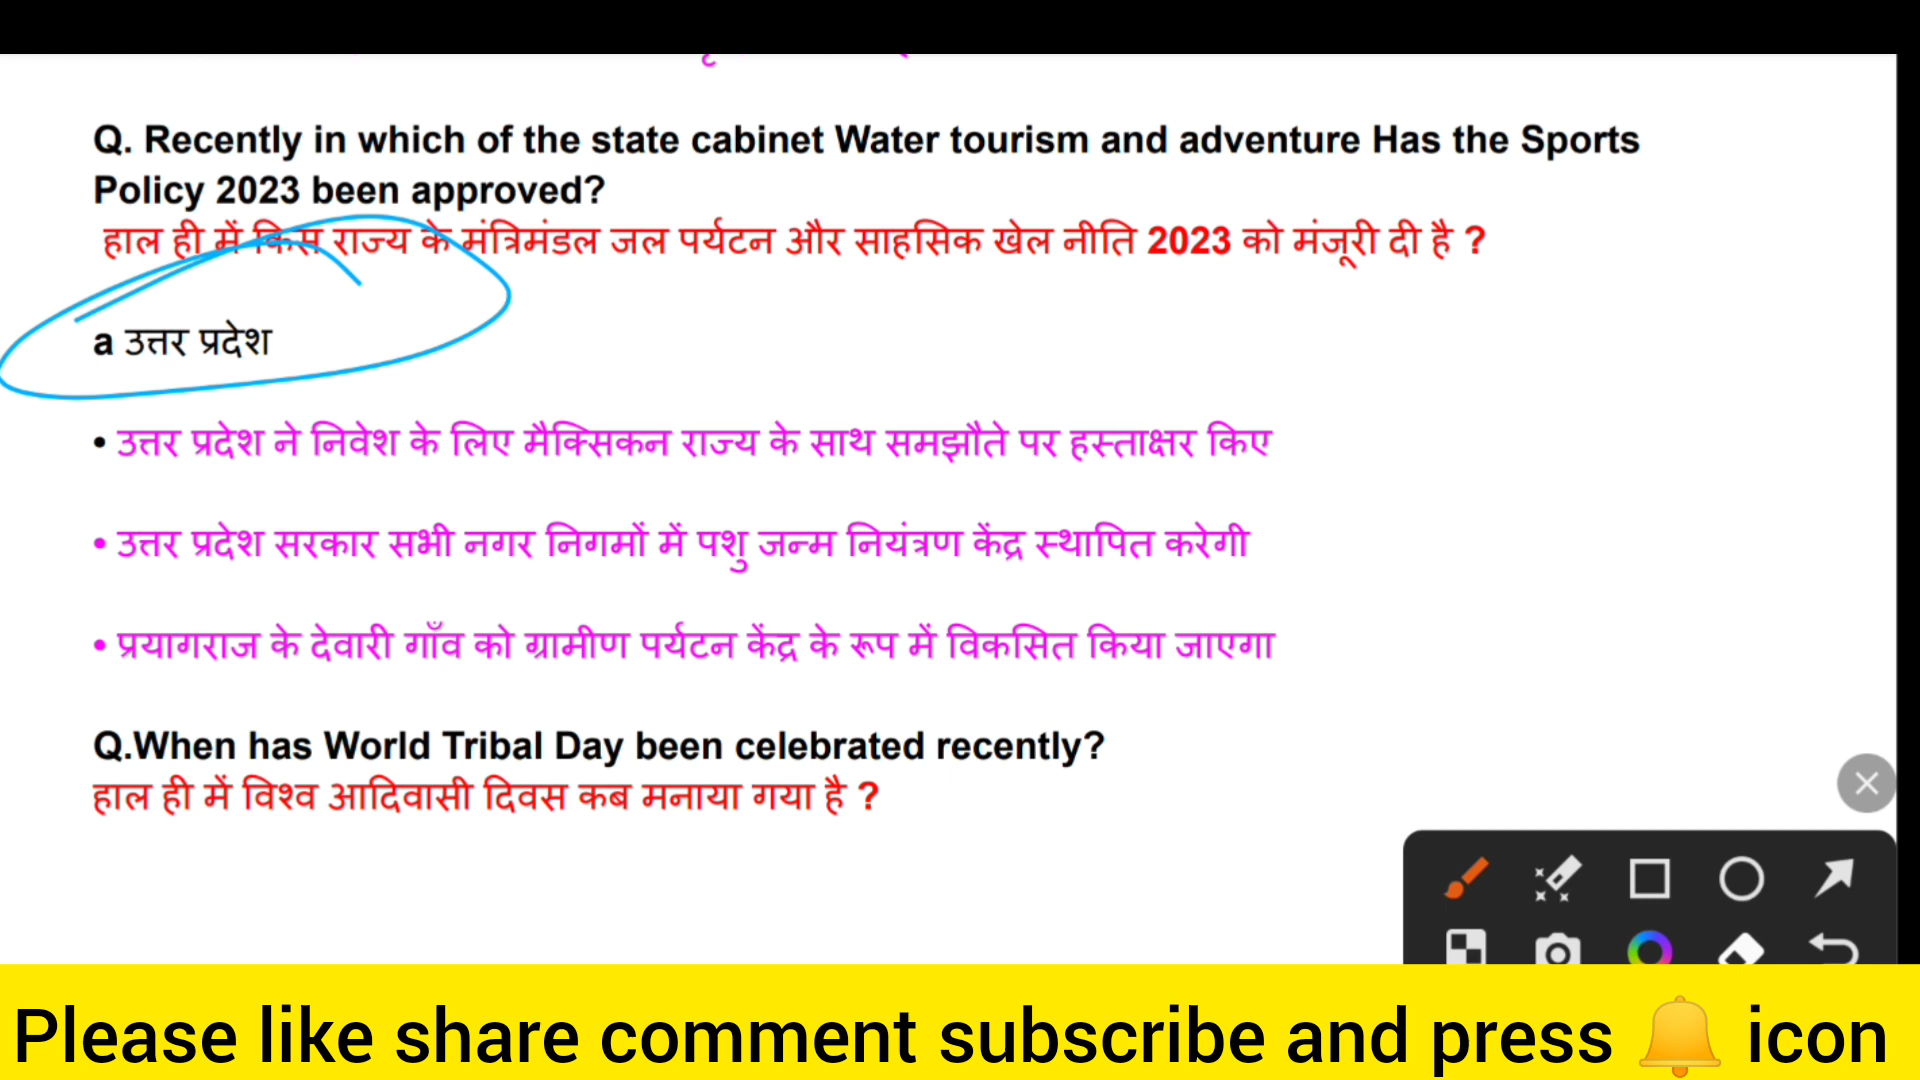 Q. Recently in which of the state cabinet Water tourism and adventure Has the Sports
Policy 2023 been approved?
हाल ही में किस राज्य के मंत्रिमंडल जल पर्यटन और साहसिक खेल नीति 2023 को मंजूरी दी है ?
a उत्तर प्रदेश
• उत्तर प्रदेश ने निवेश के लिए मैक्सिकन राज्य के साथ समझौते पर हस्ताक्षर किए
• उत्तर प्रदेश सरकार सभी नगर निगमों में पशु जन्म नियंत्रण केंद्र स्थापित करेगी
• प्रयागराज के देवारी गाँव को ग्रामीण पर्यटन केंद्र के रूप में विकसित किया जाएगा
Q.When has World Tribal Day been celebrated recently?
हाल ही में विश्व आदिवासी दिवस कब मनाया गया है ?
Please like share comment subscribe and press 🔔 icon